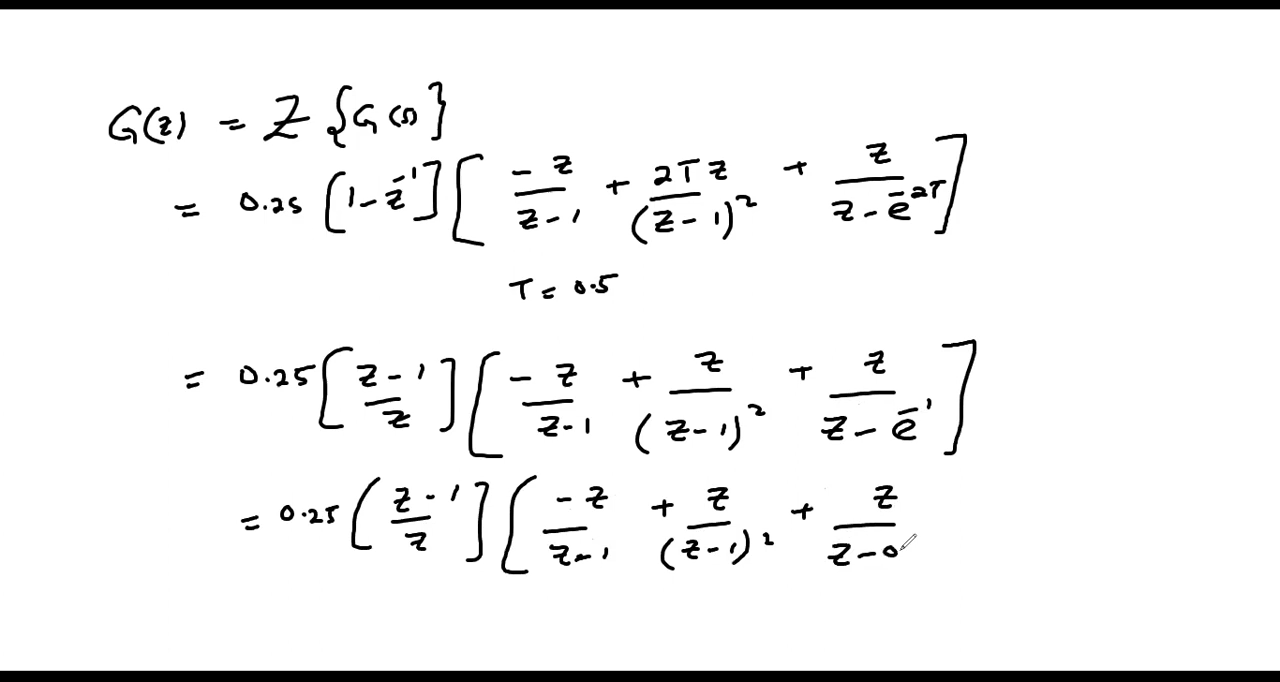 G(z) = Z {G(s)}
= 0.25 [1 - z⁻¹] [ -z/(z-1) + 2Tz/(z-1)² + z/(z - e⁻²ᵀ) ]
T = 0.5
= 0.25 [(z-1)/z] [ -z/(z-1) + z/(z-1)² + z/(z - e⁻¹) ]
= 0.25 [(z-1)/z] [ -z/(z-1) + z/(z-1)² + z/(z-0